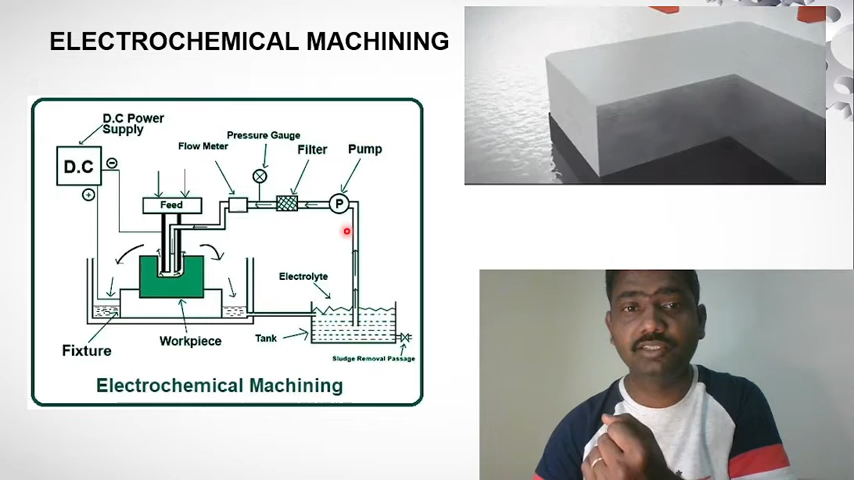 ELECTROCHEMICAL MACHINING
D.C Power
Supply
D.C
Pressure Gauge
Flow Meter
Filter
Pump
Feed
P
Electrolyte
Tank
Workpiece
Fixture
Sludge Removal Passage
Electrochemical Machining